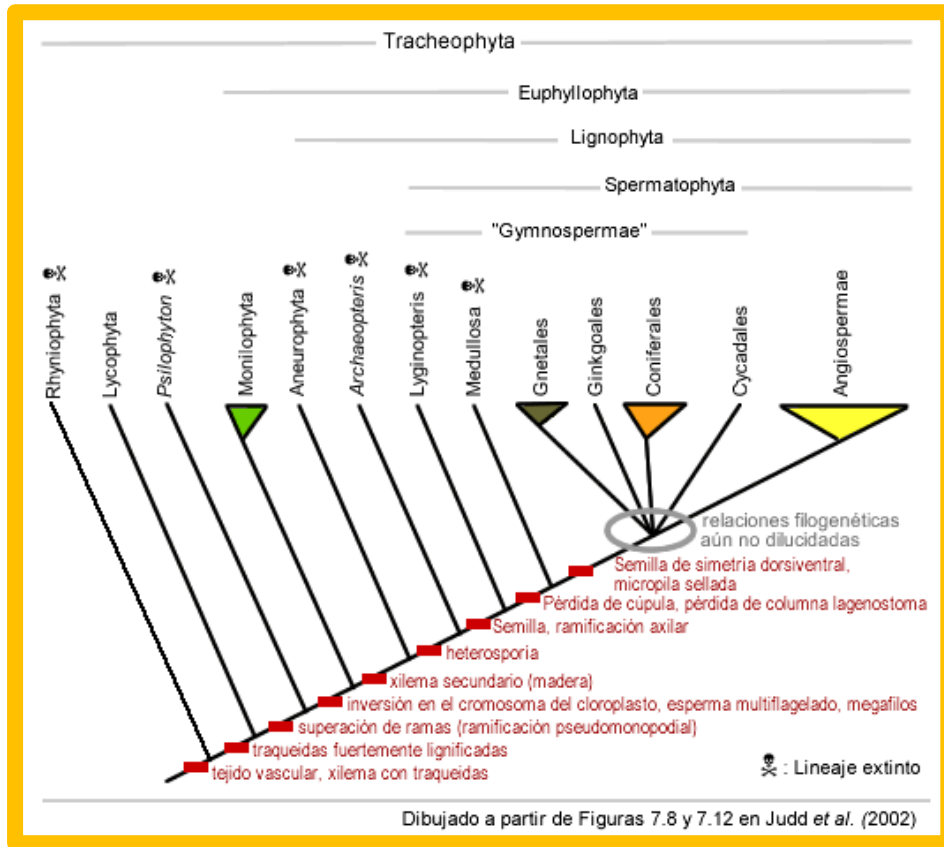 Tracheophyta
Euphyllophyta
Lignophyta
Spermatophyta
"Gymnospermae"
Rhyniophyta
Lycophyta
Psilophyton
Monilophyta
Aneurophyta
Archaeopteris
Lyginopteris
Medullosa
Gnetales
Ginkgoales
Coniferales
Cycadales
Angiospermae
relaciones filogenéticas
aún no dilucidadas
Semilla de simetría dorsiventral,
micropila sellada
Pérdida de cúpula, pérdida de columna lagenostoma
Semilla, ramificación axilar
heterosporia
xilema secundario (madera)
inversión en el cromosoma del cloroplasto, esperma multiflagelado, megafilos
superación de ramas (ramificación pseudomonopodial)
traqueidas fuertemente lignificadas
tejido vascular, xilema con traqueidas
: Lineaje extinto
Dibujado a partir de Figuras 7.8 y 7.12 en Judd et al. (2002)